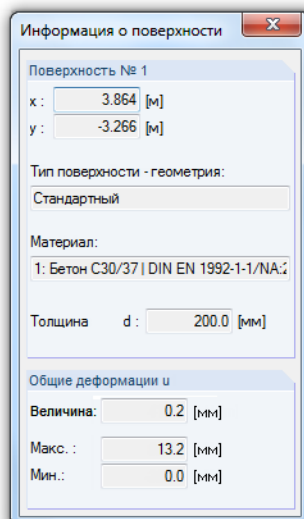 Информация о поверхности
Поверхность № 1
x : 3.864 [м]
y : -3.266 [м]
Тип поверхности - геометрия:
Стандартный
Материал:
1: Бетон C30/37 | DIN EN 1992-1-1/NA:2
Толщина d : 200.0 [мм]
Общие деформации u
Величина: 0.2 [мм]
Макс. : 13.2 [мм]
Мин.: 0.0 [мм]